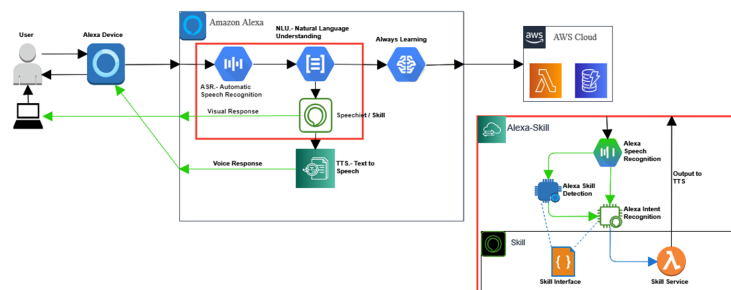 User
Alexa Device
Amazon Alexa
NLU.- Natural Language
Understanding
Always Learning
ASR.- Automatic
Speech Recognition
Visual Response
Speechlet / Skill
Voice Response
TTS.- Text to
Speech
aws
AWS Cloud
Alexa-Skill
Alexa
Speech
Recognition
Output to
TTS
Alexa Skill
Detection
Alexa Intent
Recognition
Skill
Skill Interface
Skill Service